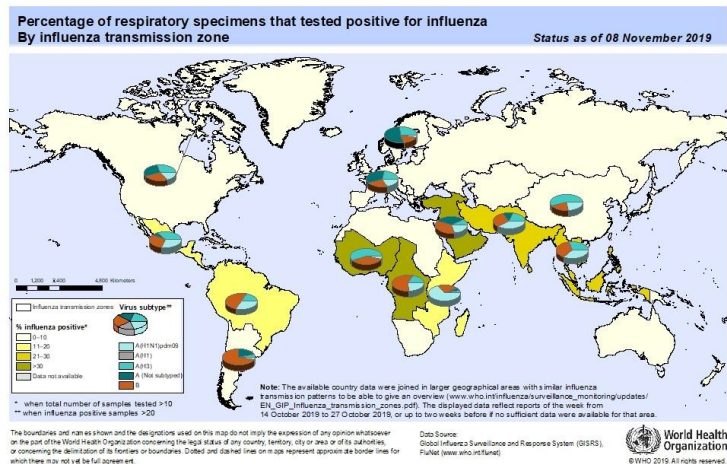 Percentage of respiratory specimens that tested positive for influenza
By influenza transmission zone
Status as of 08 November 2019
0 1,200 2,400 4,800 Kilometers
Influenza transmission zones
% influenza positive*
0–10
11–20
21–30
>30
Data not available
Virus subtype**
A(H1N1)pdm09
A(H1)
A(H3)
A (Not subtyped)
B
* when total number of samples tested >10
** when influenza positive samples >20
Note: The available country data were joined in larger geographical areas with similar influenza
transmission patterns to be able to give an overview (www.who.int/influenza/surveillance_monitoring/updates/
EN_GIP_Influenza_transmission_zones.pdf). The displayed data reflect reports of the week from
14 October 2019 to 27 October 2019, or up to two weeks before if no sufficient data were available for that area.
The boundaries and names shown and the designations used on this map do not imply the expression of any opinion whatsoever
on the part of the World Health Organization concerning the legal status of any country, territory, city or area or of its authorities,
or concerning the delimitation of its frontiers or boundaries. Dotted and dashed lines on maps represent approximate border lines for
which there may not yet be full agreement.
Data Source:
Global Influenza Surveillance and Response System (GISRS),
FluNet (www.who.int/flunet)
World Health
Organization
© WHO 2019. All rights reserved.